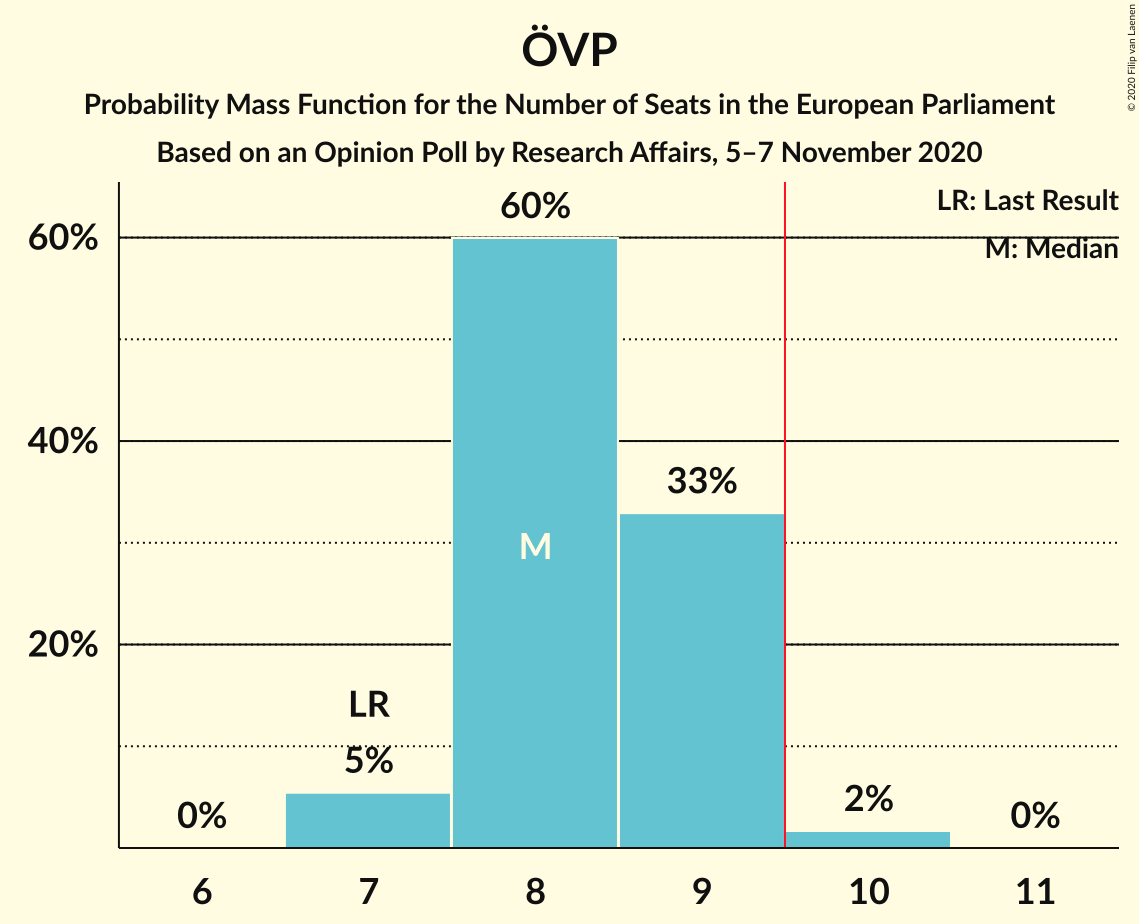 ÖVP
Probability Mass Function for the Number of Seats in the European Parliament
Based on an Opinion Poll by Research Affairs, 5–7 November 2020
© 2020 Filip van Laenen
LR: Last Result
M: Median
60%
40%
20%
0%
LR
5%
60%
M
33%
2%
0%
6
7
8
9
10
11